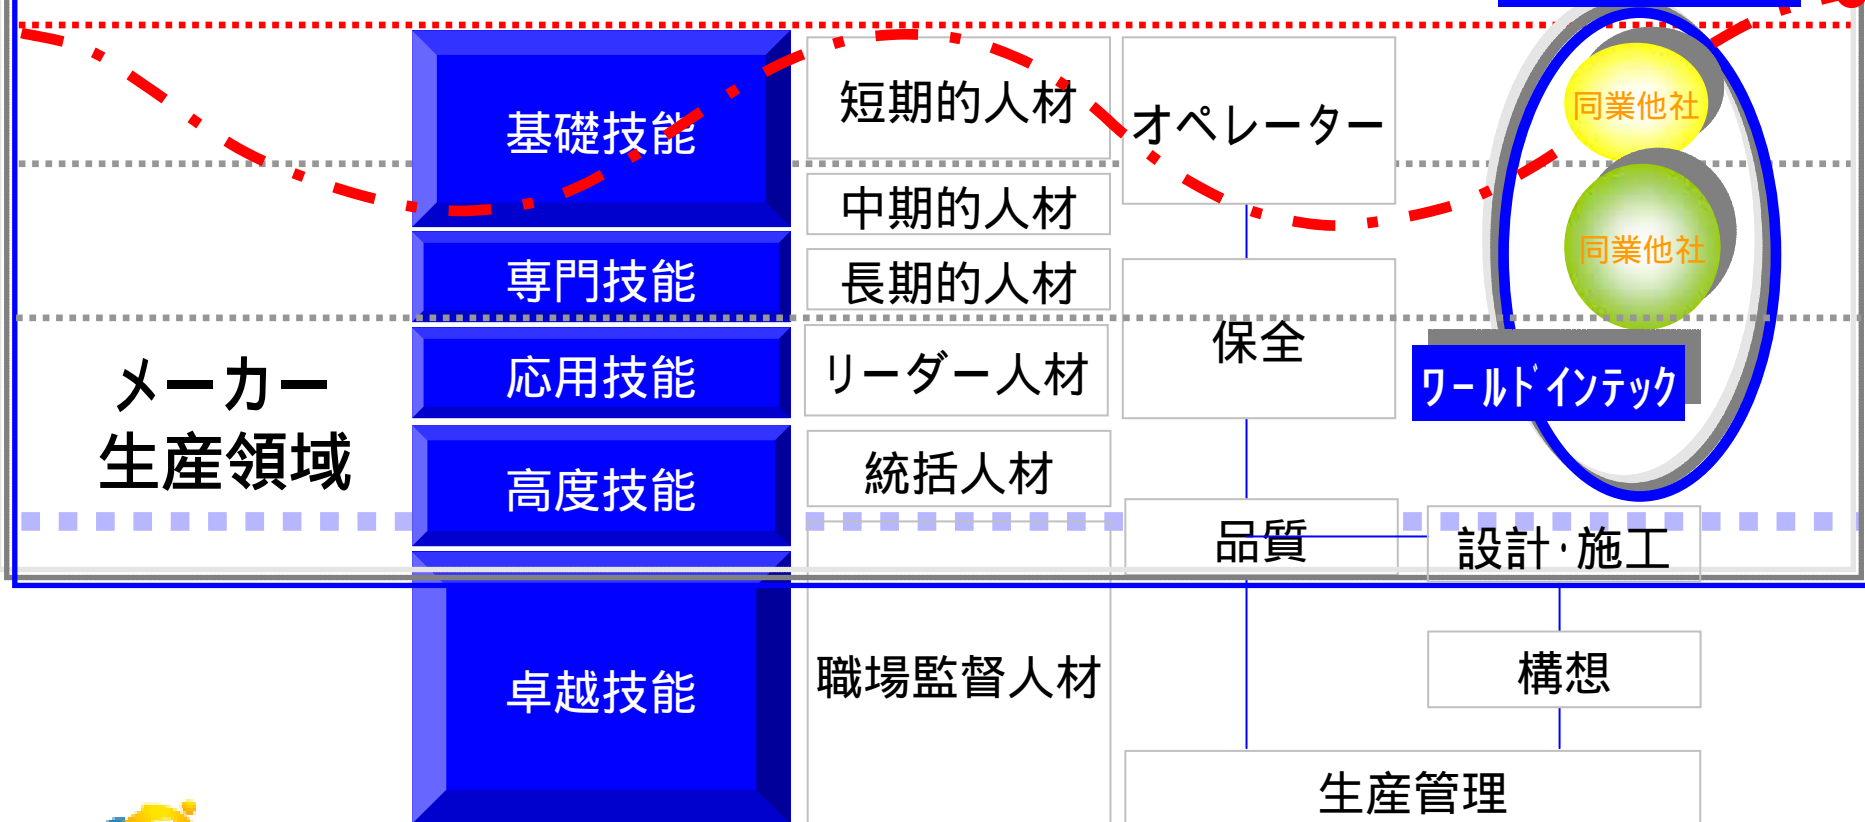 基礎技能
短期的人材
オペレーター
同業他社
中期的人材
同業他社
専門技能
長期的人材
保全
メーカー
生産領域
応用技能
リーダー人材
ワールドインテック
高度技能
統括人材
品質
設計・施工
卓越技能
職場監督人材
構想
生産管理